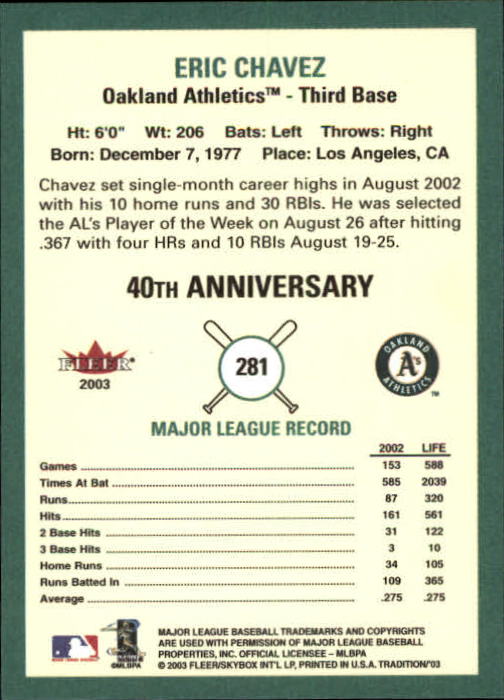 ERIC CHAVEZ
Oakland Athletics™ - Third Base
Ht: 6'0" Wt: 206 Bats: Left Throws: Right
Born: December 7, 1977 Place: Los Angeles, CA
Chavez set single-month career highs in August 2002
with his 10 home runs and 30 RBIs. He was selected
the AL's Player of the Week on August 26 after hitting
.367 with four HRs and 10 RBIs August 19-25.
40TH ANNIVERSARY
FLEER®
2003
281
OAKLAND
A's
ATHLETICS
™
MAJOR LEAGUE RECORD
2002 LIFE
Games 153 588
Times At Bat 585 2039
Runs 87 320
Hits 161 561
2 Base Hits 31 122
3 Base Hits 3 10
Home Runs 34 105
Runs Batted In 109 365
Average .275 .275
©MLBPA
MAJOR LEAGUE BASEBALL TRADEMARKS AND COPYRIGHTS
ARE USED WITH PERMISSION OF MAJOR LEAGUE BASEBALL
PROPERTIES, INC. OFFICIAL LICENSEE - MLBPA
© 2003 FLEER/SKYBOX INT'L LP, PRINTED IN U.S.A. TRADITION/'03